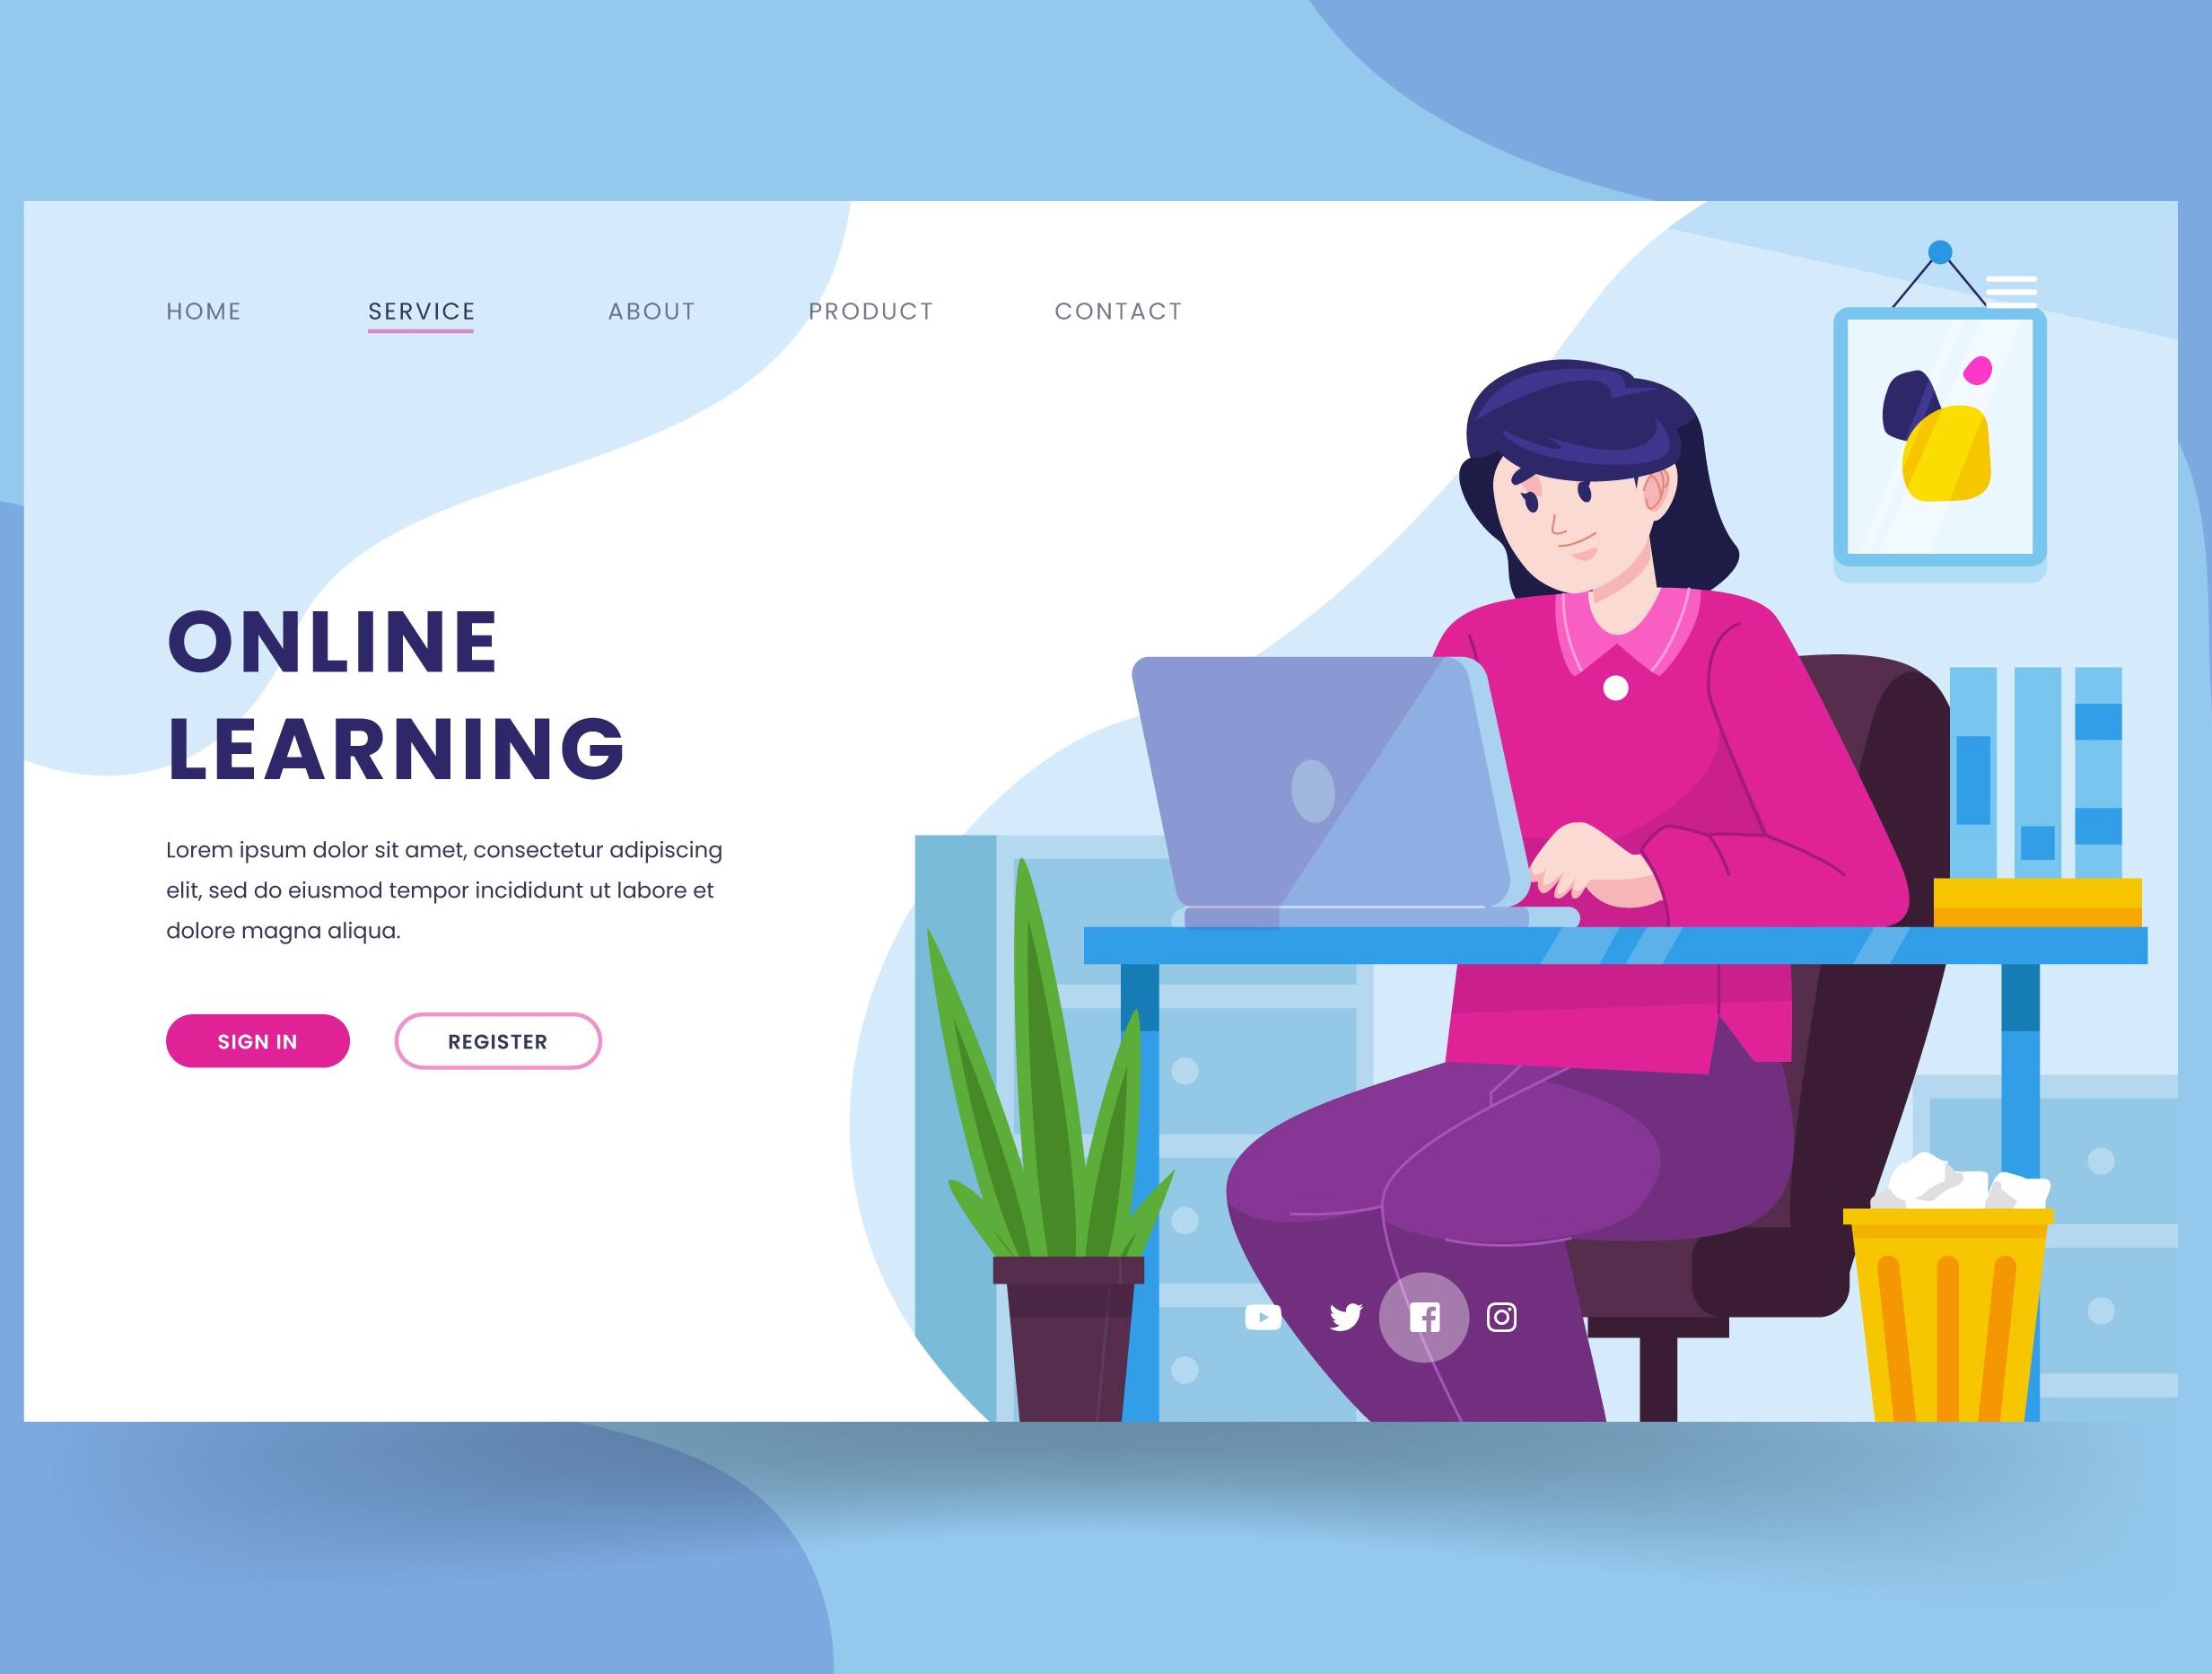 HOME SERVICE ABOUT PRODUCT CONTACT
ONLINE
LEARNING
Lorem ipsum dolor sit amet, consectetur adipiscing
elit, sed do eiusmod tempor incididunt ut labore et
dolore magna aliqua.
SIGN IN REGISTER